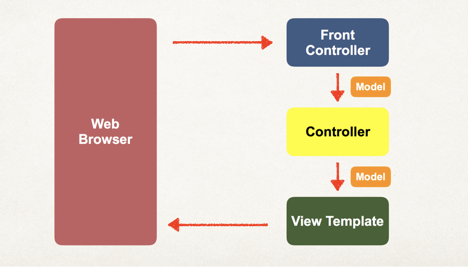 Front
Controller
Model
Web
Browser
Controller
Model
View Template